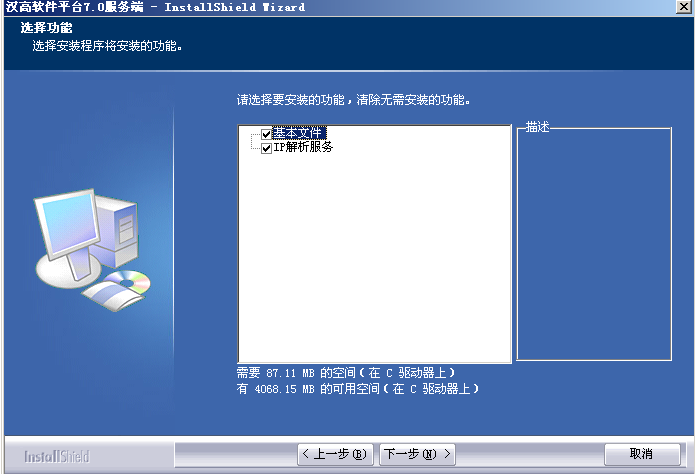 汉高软件平台7.0服务端 - InstallShield Wizard
选择功能
选择安装程序将安装的功能。
请选择要安装的功能，清除无需安装的功能。
基本文件
IP解析服务
描述
需要 87.11 MB 的空间(在 C 驱动器上)
有 4068.15 MB 的可用空间(在 C 驱动器上)
InstallShield
< 上一步(B)
下一步(N) >
取消